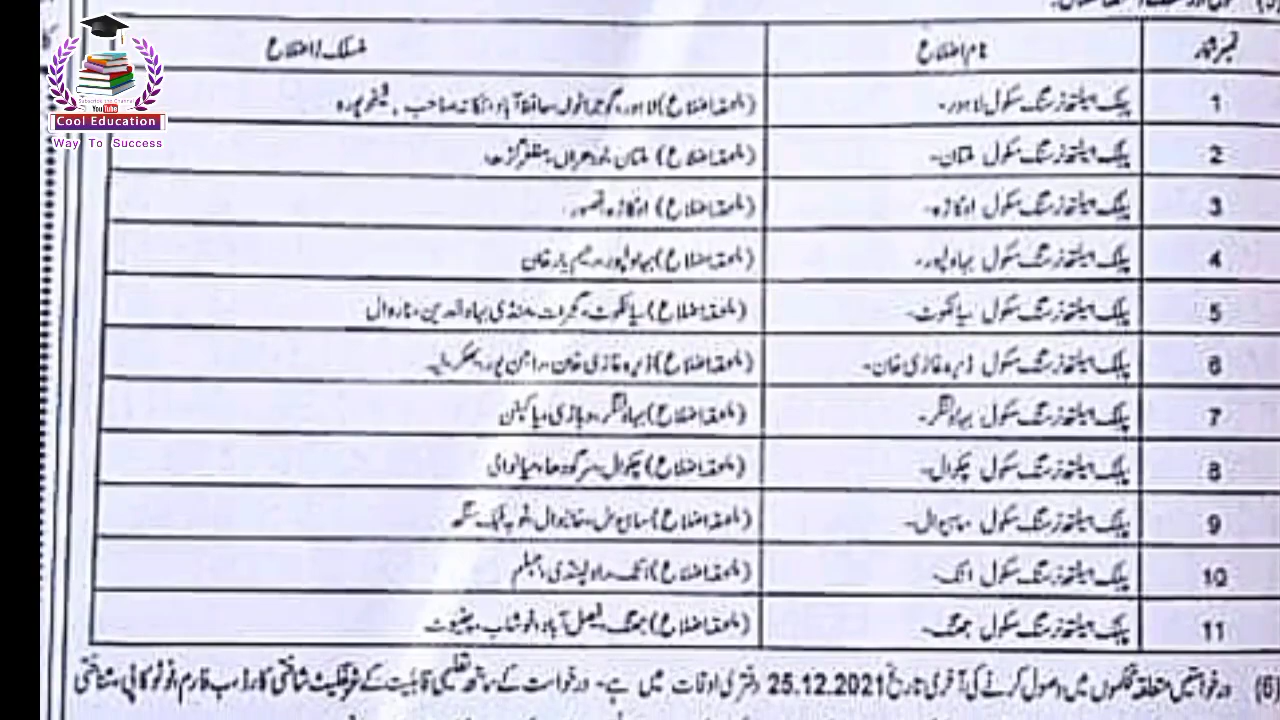 نمبر شمار نام اضلاع منسلک اضلاع
1 پبلک ہیلتھ نرسنگ سکول لاہور۔ (ملحقہ اضلاع) لاہور، گوجرانوالہ، حافظ آباد، ننکانہ صاحب، شیخوپورہ
2 پبلک ہیلتھ نرسنگ سکول ملتان۔ (ملحقہ اضلاع) ملتان، لودھراں، مظفر گڑھ،
3 پبلک ہیلتھ نرسنگ سکول اوکاڑہ۔ (ملحقہ اضلاع) اوکاڑہ، قصور،
4 پبلک ہیلتھ نرسنگ سکول بہاولپور۔ (ملحقہ اضلاع) بہاولپور، رحیم یار خان
5 پبلک ہیلتھ نرسنگ سکول سیالکوٹ۔ (ملحقہ اضلاع) سیالکوٹ، گجرات، منڈی بہاؤالدین، نارووال
6 پبلک ہیلتھ نرسنگ سکول ڈیرہ غازی خان۔ (ملحقہ اضلاع) ڈیرہ غازی خان، راجن پور، بھکر، لیہ
7 پبلک ہیلتھ نرسنگ سکول بہاولنگر۔ (ملحقہ اضلاع) بہاولنگر، وہاڑی، پاکپتن
8 پبلک ہیلتھ نرسنگ سکول چکوال۔ (ملحقہ اضلاع) چکوال، سرگودھا، میانوالی
9 پبلک ہیلتھ نرسنگ سکول ساہیوال۔ (ملحقہ اضلاع) ساہیوال، خانیوال، ٹوبہ ٹیک سنگھ
10 پبلک ہیلتھ نرسنگ سکول اٹک۔ (ملحقہ اضلاع) اٹک، راولپنڈی، جہلم
11 پبلک ہیلتھ نرسنگ سکول جھنگ۔ (ملحقہ اضلاع) جھنگ، فیصل آباد، خوشاب، چنیوٹ
(6) درخواستیں متعلقہ محکموں میں وصول کرنے کی آخری تاریخ 25.12.2021 دفتری اوقات میں ہے۔ درخواست کے ساتھ تعلیمی قابلیت کے سرٹیفکیٹ شناختی کارڈ، ب فارم، فوٹو کاپی، شناختی
Subscribe the Channel
YouTube
Cool Education
Way To Success